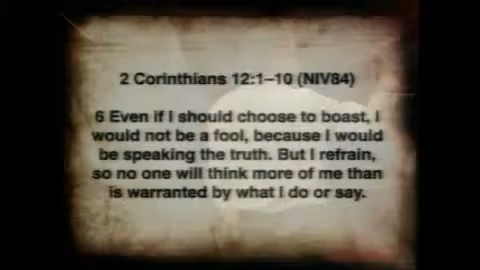 2 Corinthians 12:1–10 (NIV84)
6 Even if I should choose to boast, I
would not be a fool, because I would
be speaking the truth. But I refrain,
so no one will think more of me than
is warranted by what I do or say.